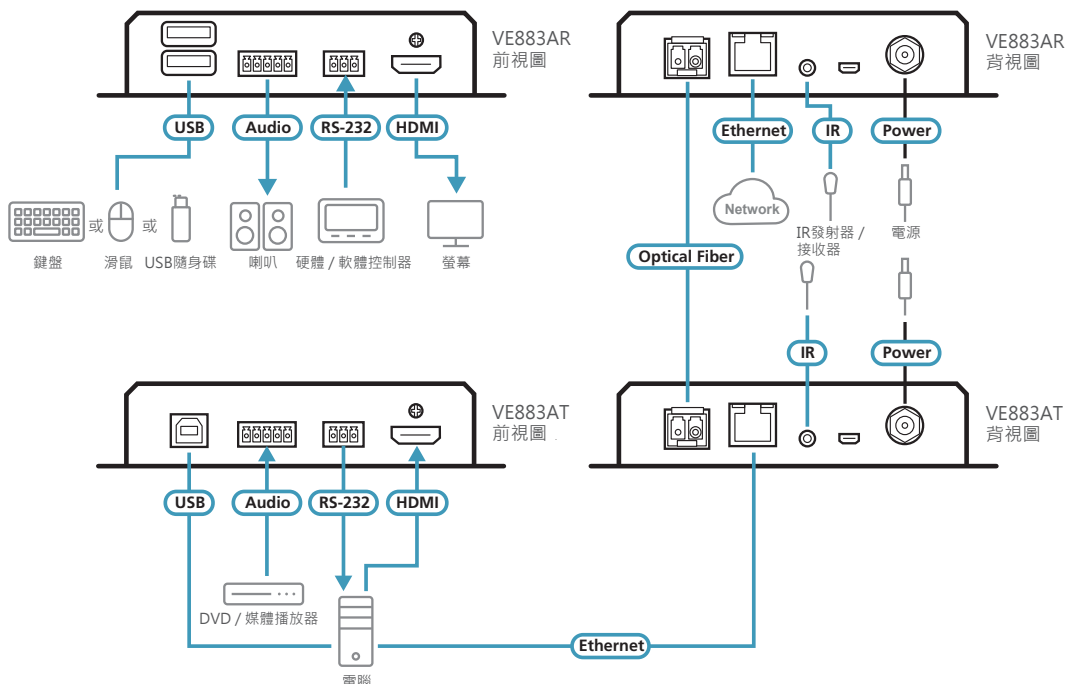 VE883AR
前視圖
USB
Audio
RS-232
HDMI
或
或
鍵盤
滑鼠
USB隨身碟
喇叭
硬體 / 軟體控制器
螢幕
VE883AR
背視圖
Ethernet
IR
Power
Network
IR發射器 /
接收器
電源
Optical Fiber
IR
Power
VE883AT
前視圖
USB
Audio
RS-232
HDMI
DVD / 媒體播放器
電腦
VE883AT
背視圖
Ethernet